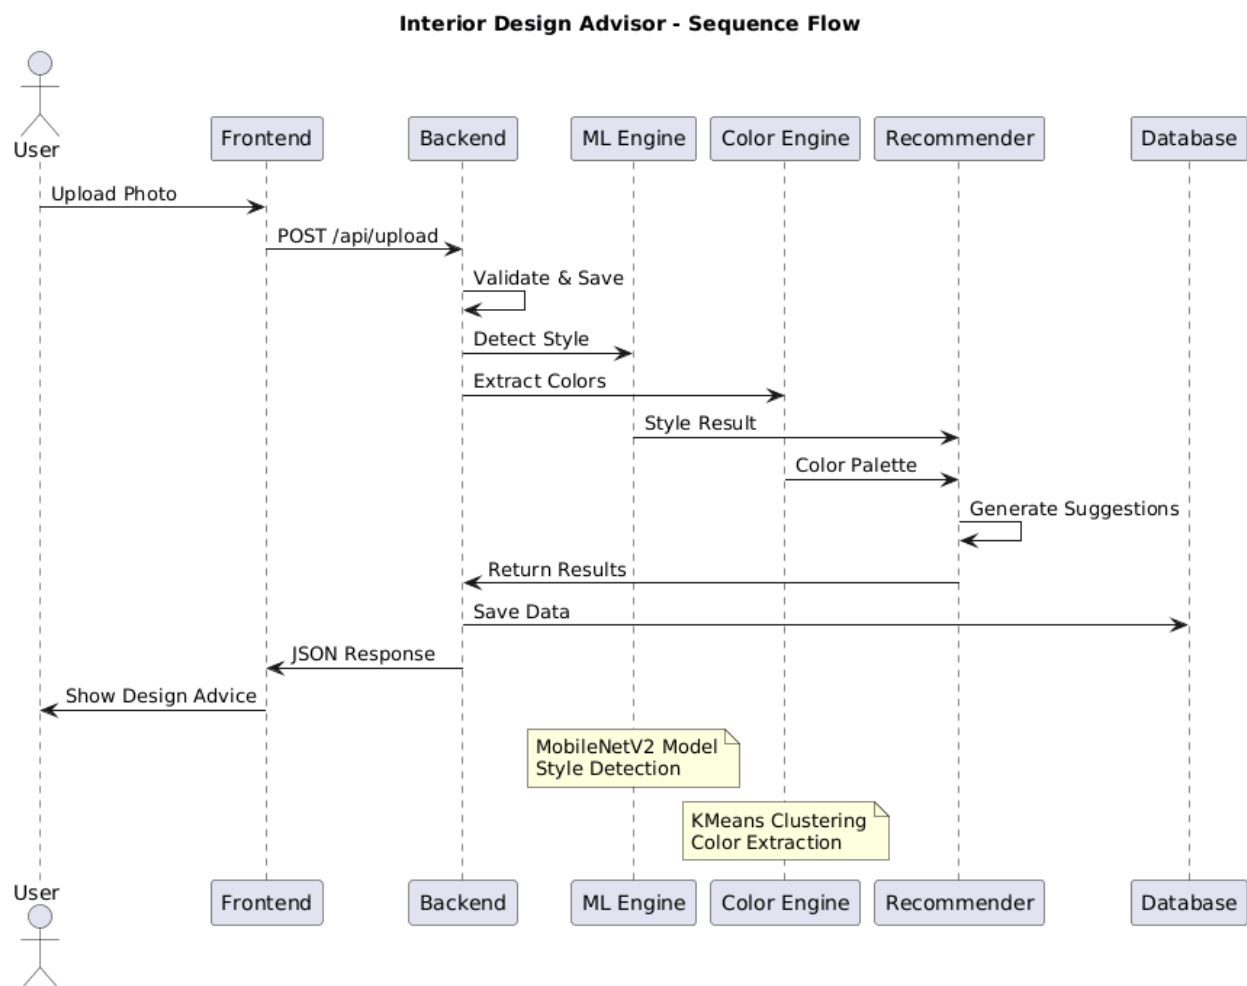 Interior Design Advisor - Sequence Flow
User
Frontend
Backend
ML Engine
Color Engine
Recommender
Database
Upload Photo
POST /api/upload
Validate & Save
Detect Style
Extract Colors
Style Result
Color Palette
Generate Suggestions
Return Results
Save Data
JSON Response
Show Design Advice
MobileNetV2 Model
Style Detection
KMeans Clustering
Color Extraction
User
Frontend
Backend
ML Engine
Color Engine
Recommender
Database